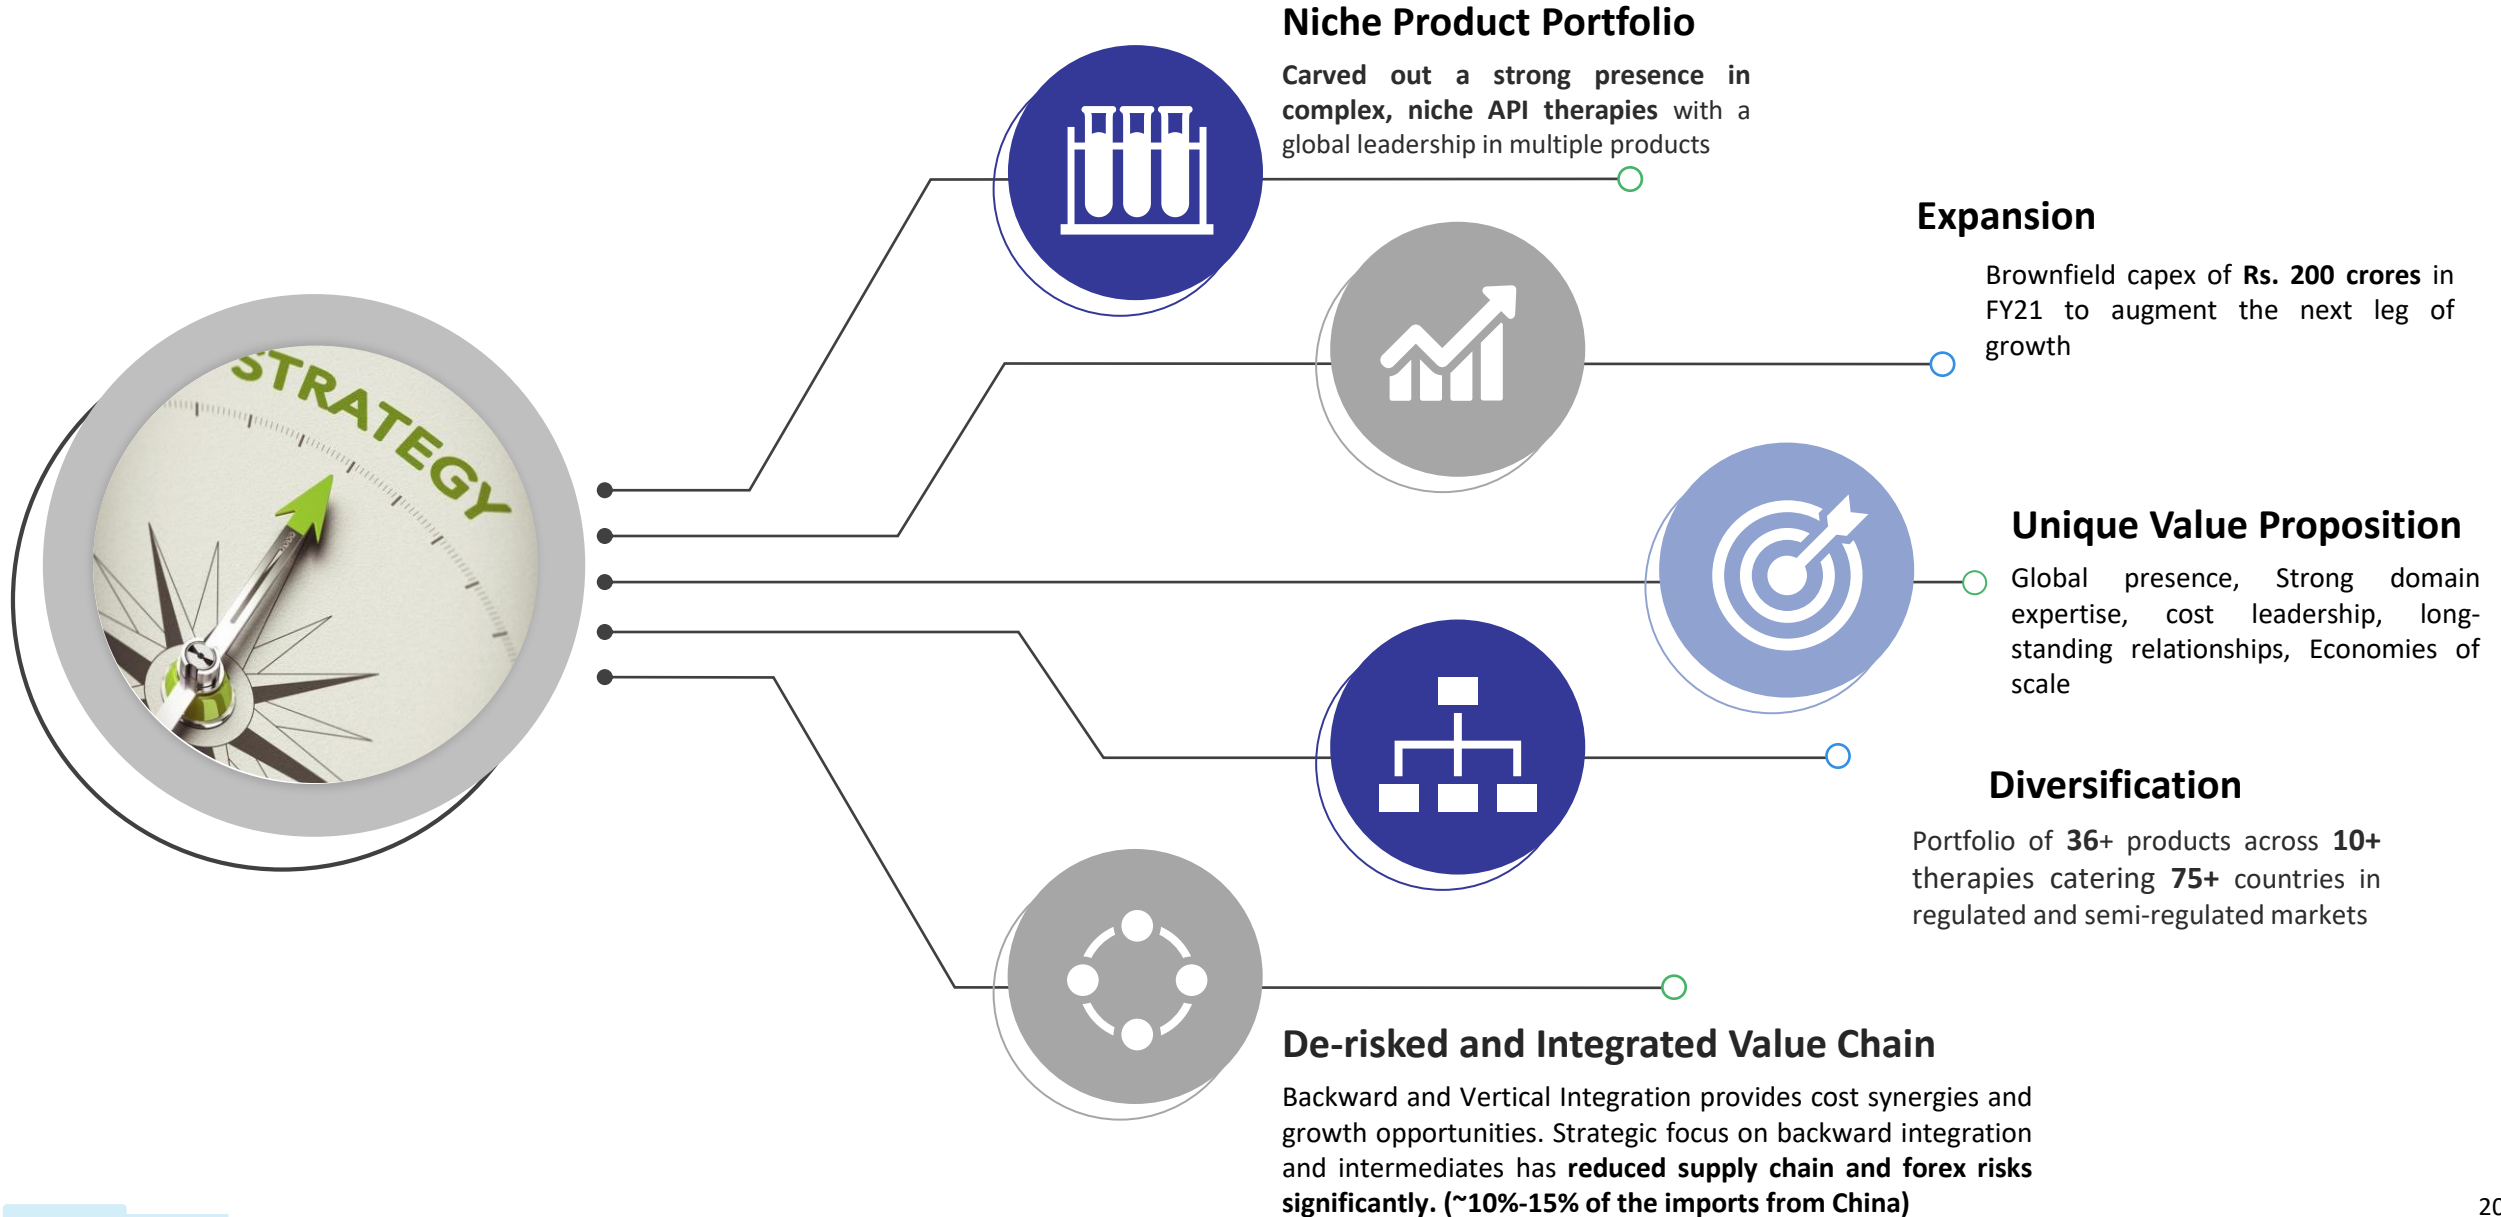 Niche Product Portfolio
Carved out a strong presence in
complex, niche API therapies with a
global leadership in multiple products
Expansion
Brownfield capex of Rs. 200 crores in
FY21 to augment the next leg of
growth
STRATEGY
Unique Value Proposition
Global presence, Strong domain
expertise, cost leadership, long-
standing relationships, Economies of
scale
Diversification
Portfolio of 36+ products across 10+
therapies catering 75+ countries in
regulated and semi-regulated markets
De-risked and Integrated Value Chain
Backward and Vertical Integration provides cost synergies and
growth opportunities. Strategic focus on backward integration
and intermediates has reduced supply chain and forex risks
significantly. (~10%-15% of the imports from China)
20